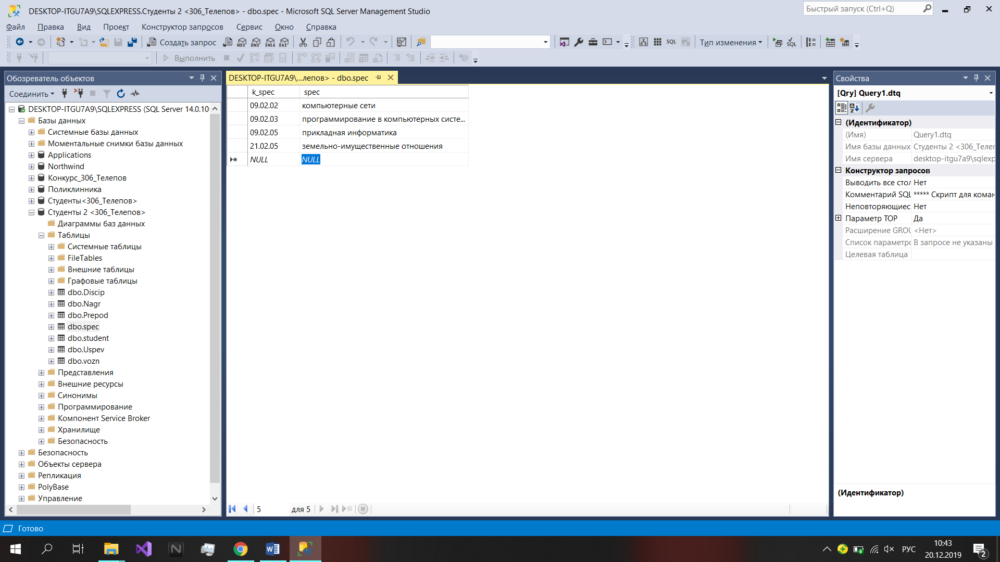 DESKTOP-ITGU7A9\SQLEXPRESS.Студенты 2 <306_Телепов> - dbo.spec - Microsoft SQL Server Management Studio
Быстрый запуск (Ctrl+Q)
Файл Правка Вид Проект Конструктор запросов Сервис Окно Справка
Создать запрос MDX DMX XMLA DAX SQL Тип изменения SQL
Выполнить
Обозреватель объектов
Соединить
DESKTOP-ITGU7A9\SQLEXPRESS (SQL Server 14.0.10
Базы данных
Системные базы данных
Моментальные снимки базы данных
Applications
Northwind
Конкурс_306_Телепов
Поликлинника
Студенты<306_Телепов>
Студенты 2 <306_Телепов>
Диаграммы баз данных
Таблицы
Системные таблицы
FileTables
Внешние таблицы
Графовые таблицы
dbo.Discip
dbo.Nagr
dbo.Prepod
dbo.spec
dbo.student
dbo.Uspev
dbo.vozn
Представления
Внешние ресурсы
Синонимы
Программирование
Компонент Service Broker
Хранилище
Безопасность
Безопасность
Объекты сервера
Репликация
PolyBase
Управление
DESKTOP-ITGU7A9\...лепов> - dbo.spec
k_spec spec
09.02.02 компьютерные сети
09.02.03 программирование в компьютерных систе...
09.02.05 прикладная информатика
21.02.05 земельно-имущественные отношения
NULL NULL
5 для 5
Свойства
[Qry] Query1.dtq
(Идентификатор)
(Имя) Query1.dtq
Имя базы данных Студенты 2 <306_Телеп
Имя сервера desktop-itgu7a9\sqlexp
Конструктор запросов
Выводить все стол Нет
Комментарий SQL ***** Скрипт для коман
Неповторяющиес Нет
Параметр TOP Да
Расширение GROU <Нет>
Список параметро В запросе не указаны
Целевая таблица
(Идентификатор)
Готово
РУС
10:43
20.12.2019
2